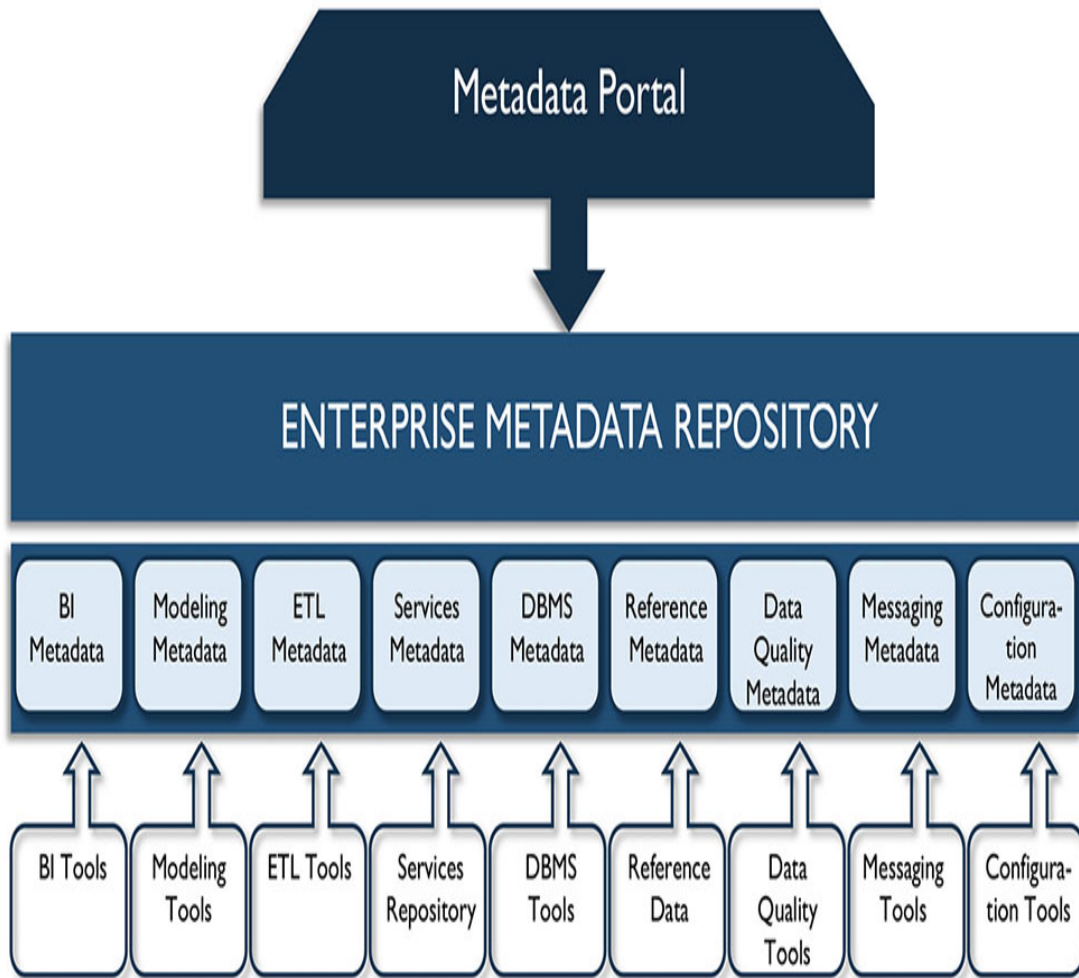 Metadata Portal
ENTERPRISE METADATA REPOSITORY
BI
Metadata
Modeling
Metadata
ETL
Metadata
Services
Metadata
DBMS
Metadata
Reference
Metadata
Data
Quality
Metadata
Messaging
Metadata
Configura-
tion
Metadata
BI Tools
Modeling
Tools
ETL Tools
Services
Repository
DBMS
Tools
Reference
Data
Data
Quality
Tools
Messaging
Tools
Configura-
tion Tools